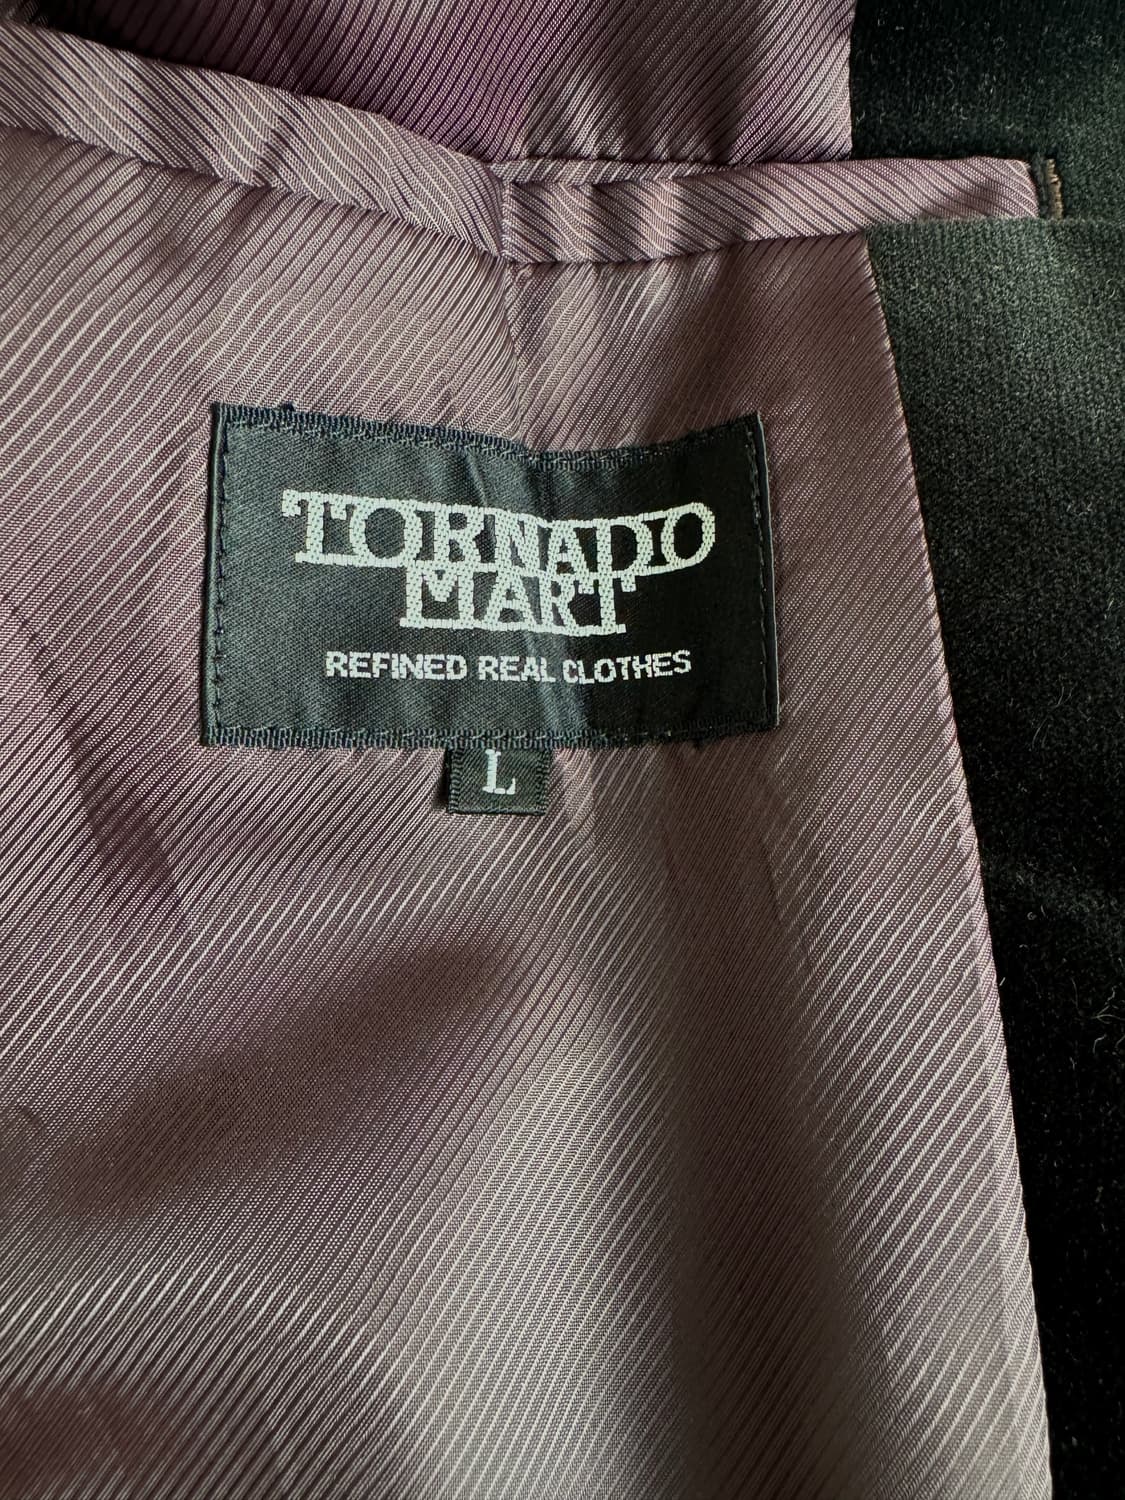 TORNADO
MART
REFINED REAL CLOTHES
L